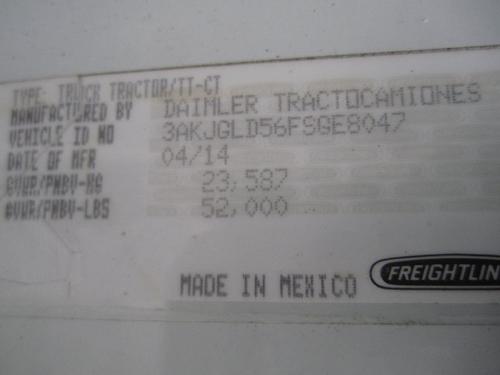 TYPE: TRUCK TRACTOR/TT-CT
MANUFACTURED BY DAIMLER TRACTOCAMIONES
VEHICLE ID NO 3AKJGLD56FSGE8047
DATE OF MFR 04/14
GVWR/PNBV-KG 23,587
GVWR/PNBV-LBS 52,000
MADE IN MEXICO FREIGHTLIN